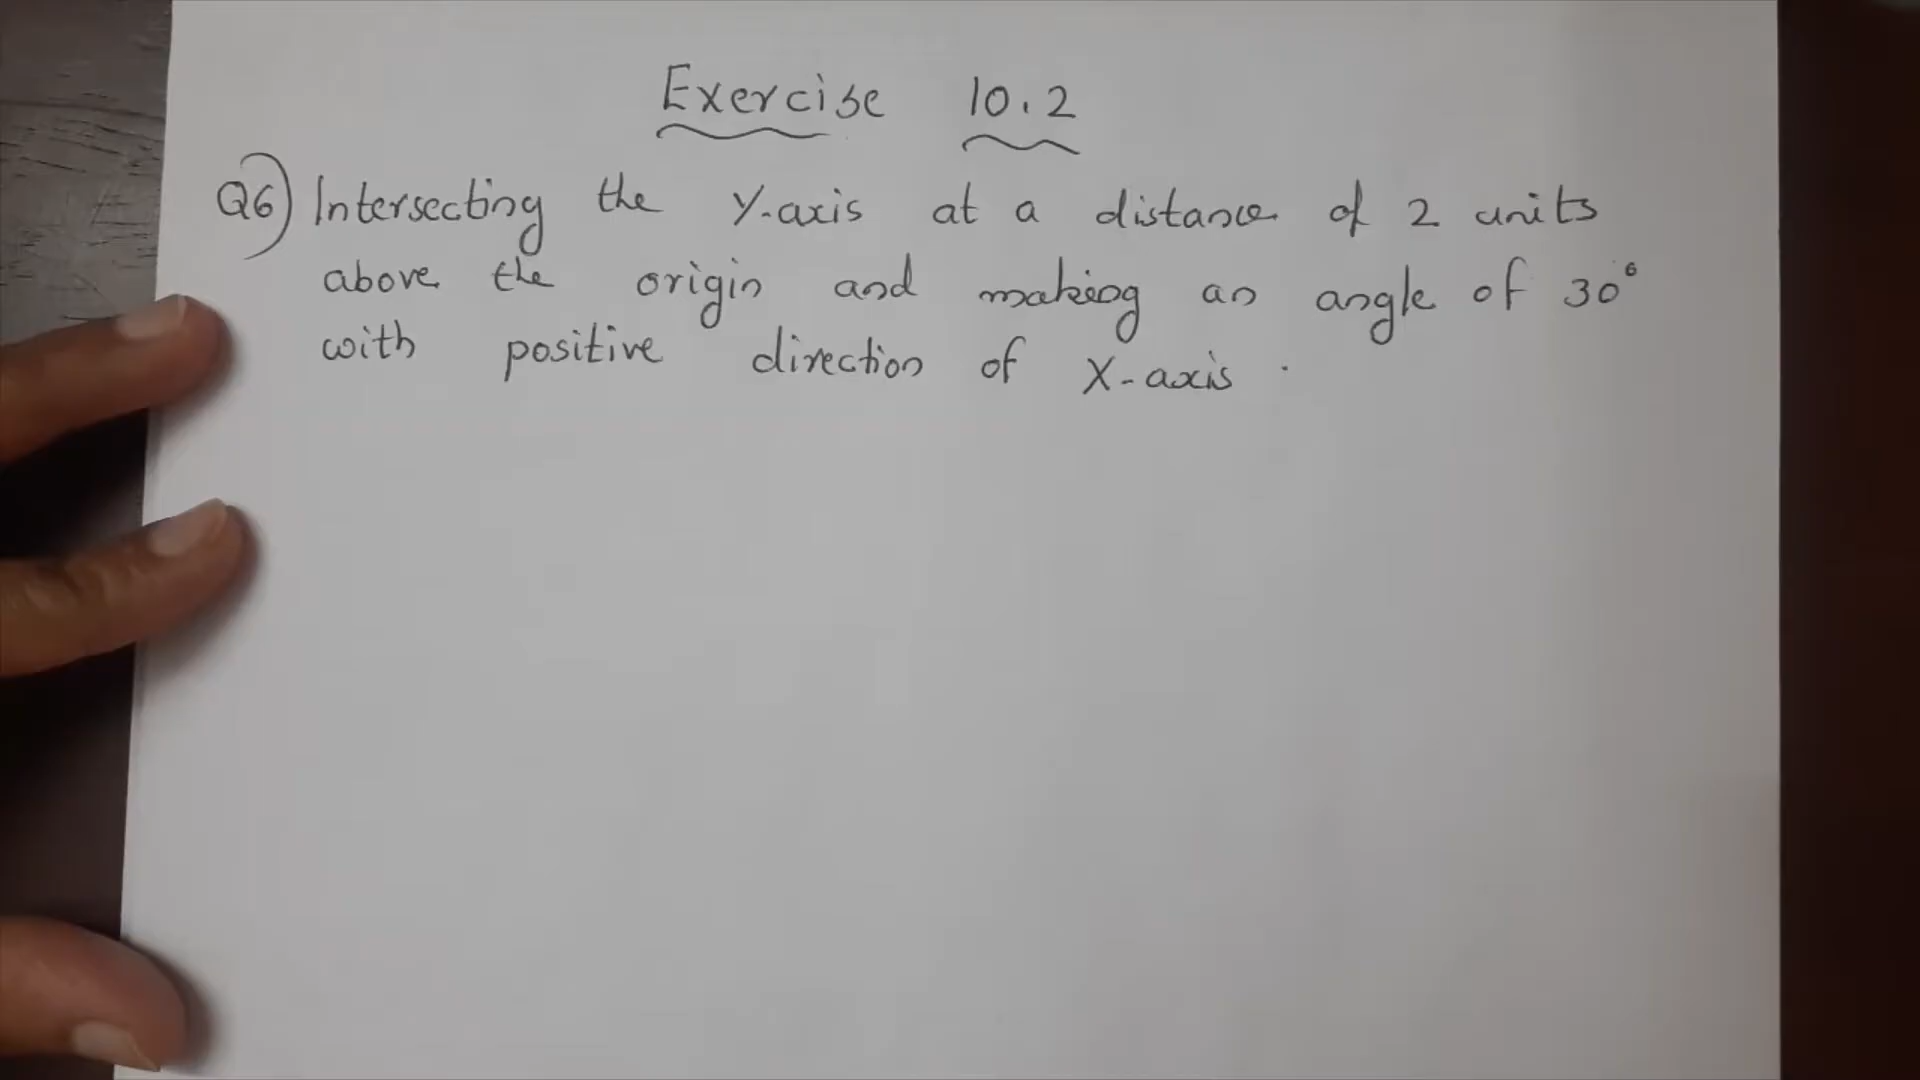 Exercise 10.2
Q6) Intersecting the Y-axis at a distance of 2 units
above the origin and making an angle of 30°
with positive direction of X-axis.